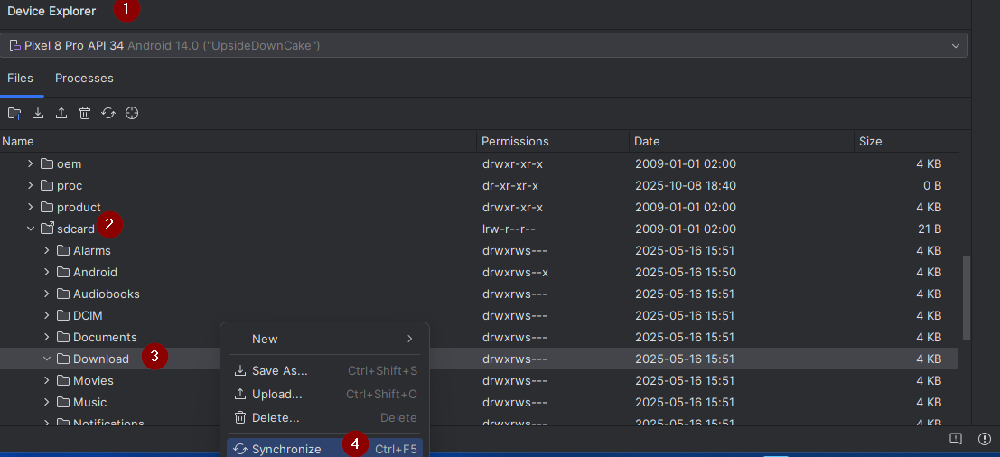 Device Explorer 1
Pixel 8 Pro API 34 Android 14.0 ("UpsideDownCake")
Files Processes
Name Permissions Date Size
oem drwxr-xr-x 2009-01-01 02:00 4 KB
proc dr-xr-xr-x 2025-10-08 18:40 0 B
product drwxr-xr-x 2009-01-01 02:00 4 KB
sdcard 2 lrw-r--r-- 2009-01-01 02:00 21 B
Alarms drwxrws--- 2025-05-16 15:51 4 KB
Android drwxrws--x 2025-05-16 15:50 4 KB
Audiobooks drwxrws--- 2025-05-16 15:51 4 KB
DCIM drwxrws--- 2025-05-16 15:51 4 KB
Documents drwxrws--- 2025-05-16 15:51 4 KB
Download 3 drwxrws--- 2025-05-16 15:51 4 KB
Movies drwxrws--- 2025-05-16 15:51 4 KB
Music drwxrws--- 2025-05-16 15:51 4 KB
Notifications drwxrws--- 2025-05-16 15:51 4 KB
New
Save As... Ctrl+Shift+S
Upload... Ctrl+Shift+O
Delete... Delete
Synchronize 4 Ctrl+F5